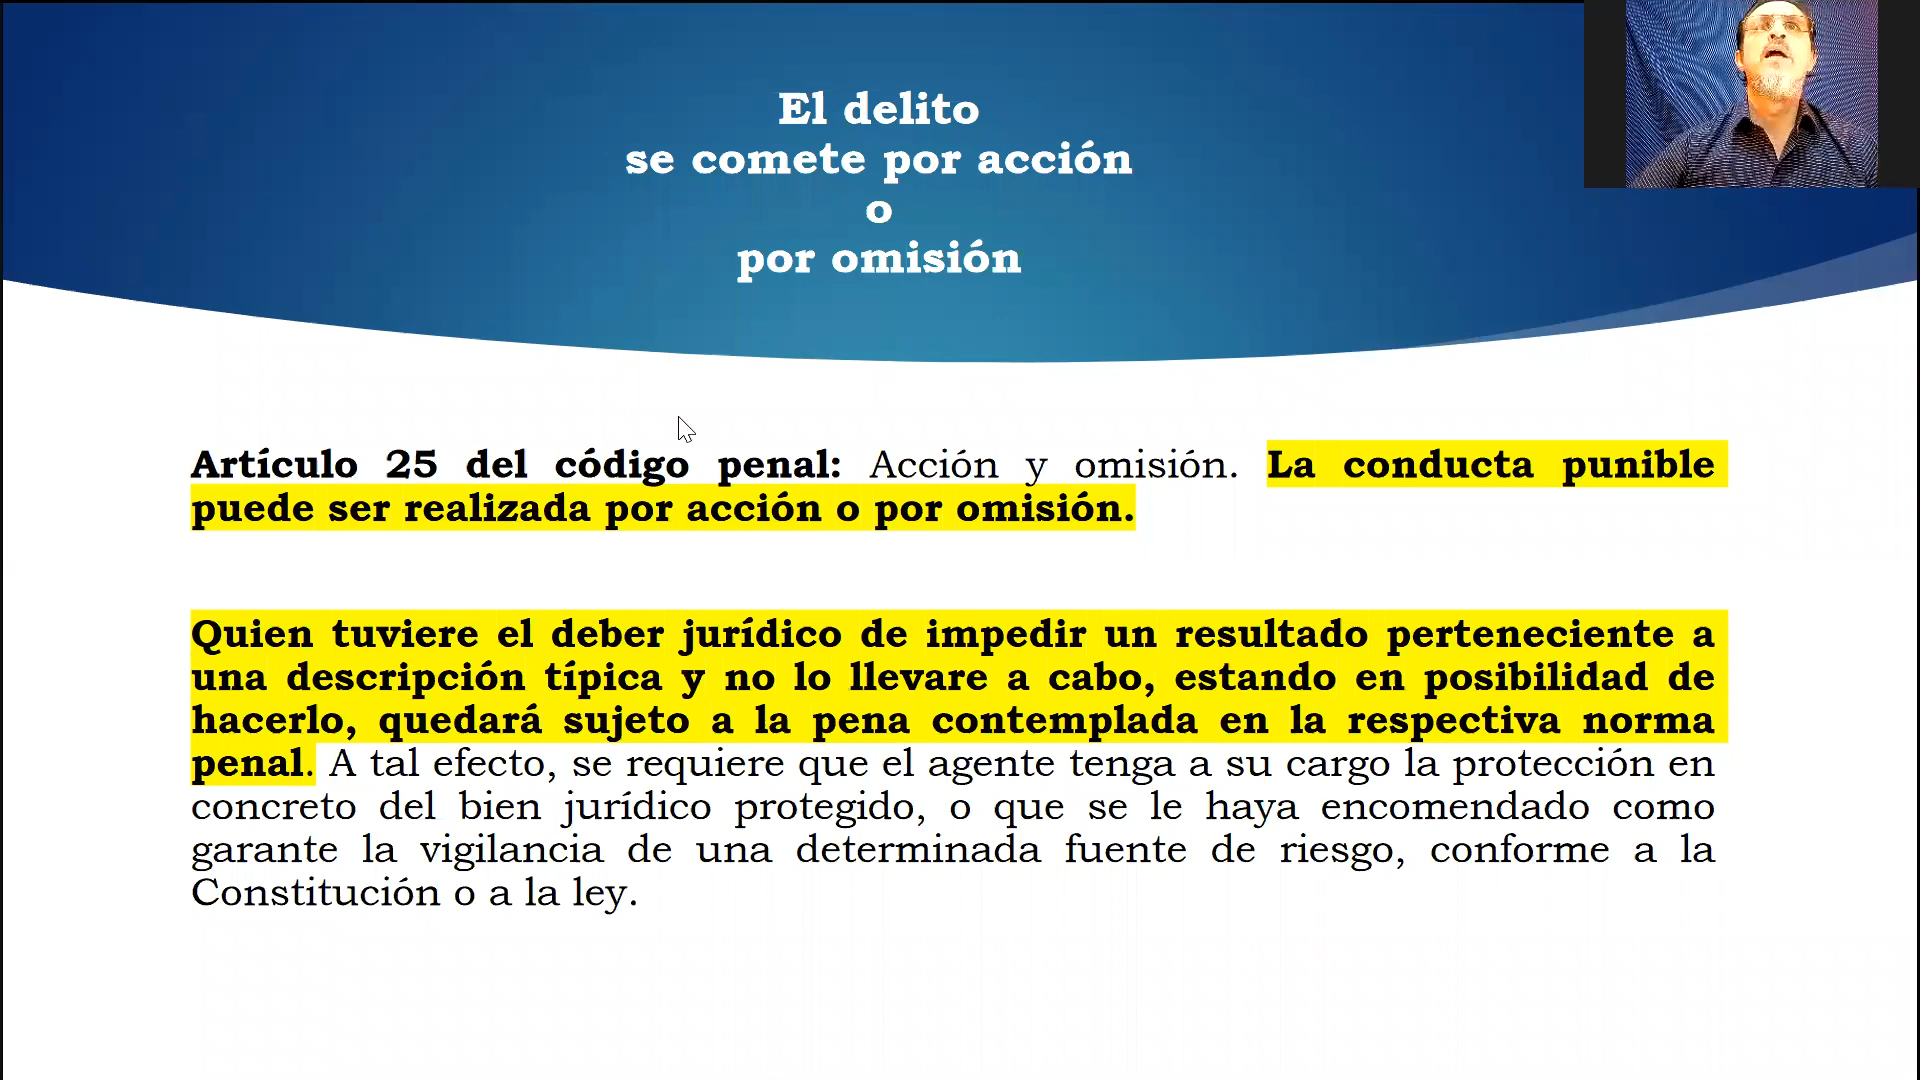 El delito
se comete por acción
o
por omisión
Artículo 25 del código penal: Acción y omisión. La conducta punible
puede ser realizada por acción o por omisión.
Quien tuviere el deber jurídico de impedir un resultado perteneciente a
una descripción típica y no lo llevare a cabo, estando en posibilidad de
hacerlo, quedará sujeto a la pena contemplada en la respectiva norma
penal. A tal efecto, se requiere que el agente tenga a su cargo la protección en
concreto del bien jurídico protegido, o que se le haya encomendado como
garante la vigilancia de una determinada fuente de riesgo, conforme a la
Constitución o a la ley.